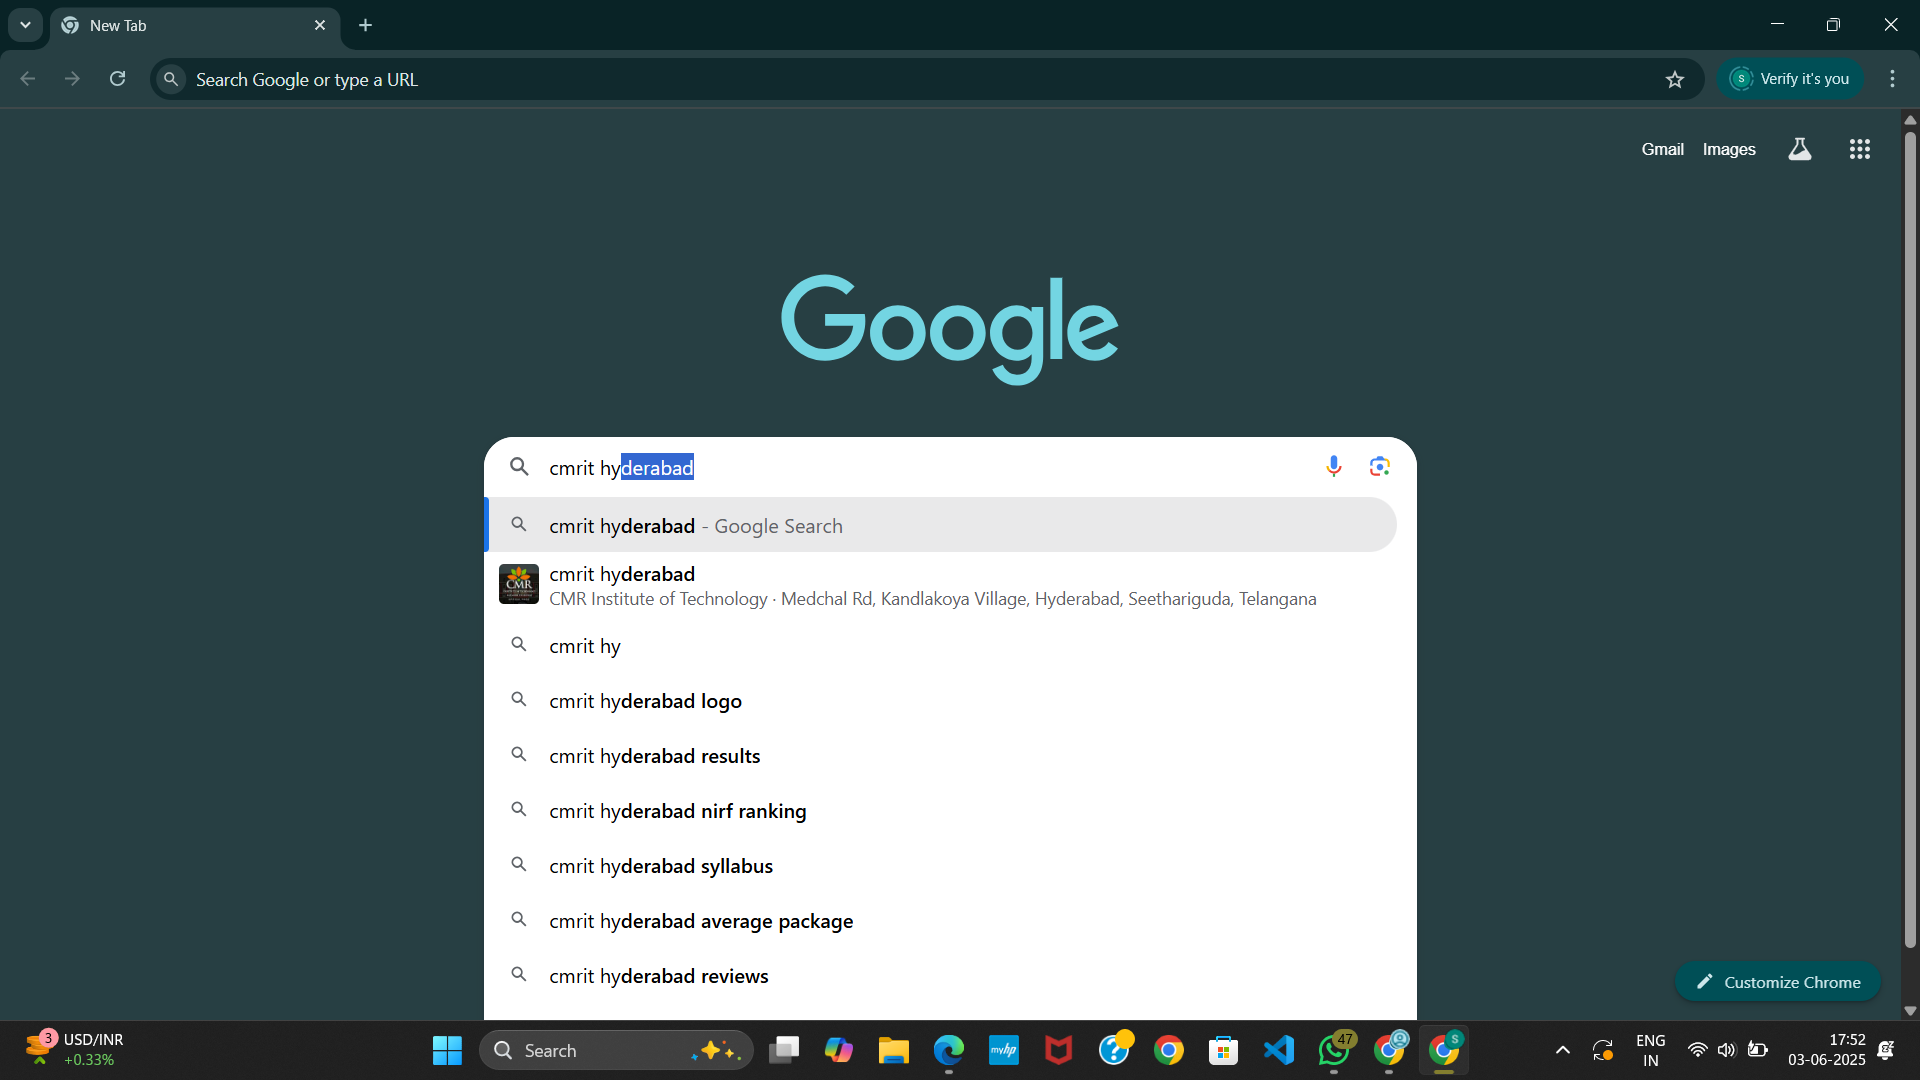 New Tab
Search Google or type a URL
S
Verify it's you
Gmail Images
Google
cmrit hyderabad
cmrit hyderabad - Google Search
CMR
cmrit hyderabad
CMR Institute of Technology · Medchal Rd, Kandlakoya Village, Hyderabad, Seethariguda, Telangana
cmrit hy
cmrit hyderabad logo
cmrit hyderabad results
cmrit hyderabad nirf ranking
cmrit hyderabad syllabus
cmrit hyderabad average package
cmrit hyderabad reviews
Customize Chrome
3
USD/INR
+0.33%
Search
myhp
47
S
ENG
IN
17:52
03-06-2025